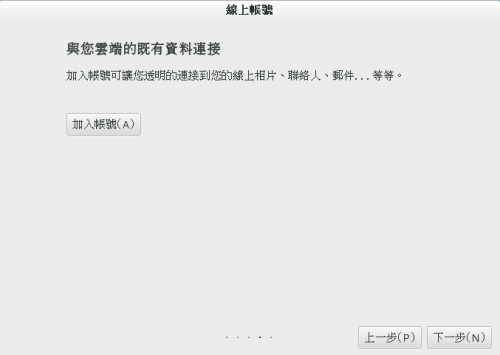 線上帳號
與您雲端的既有資料連接
加入帳號可讓您透明的連接到您的線上相片、聯絡人、郵件...等等。
加入帳號(A)
上一步(P)
下一步(N)